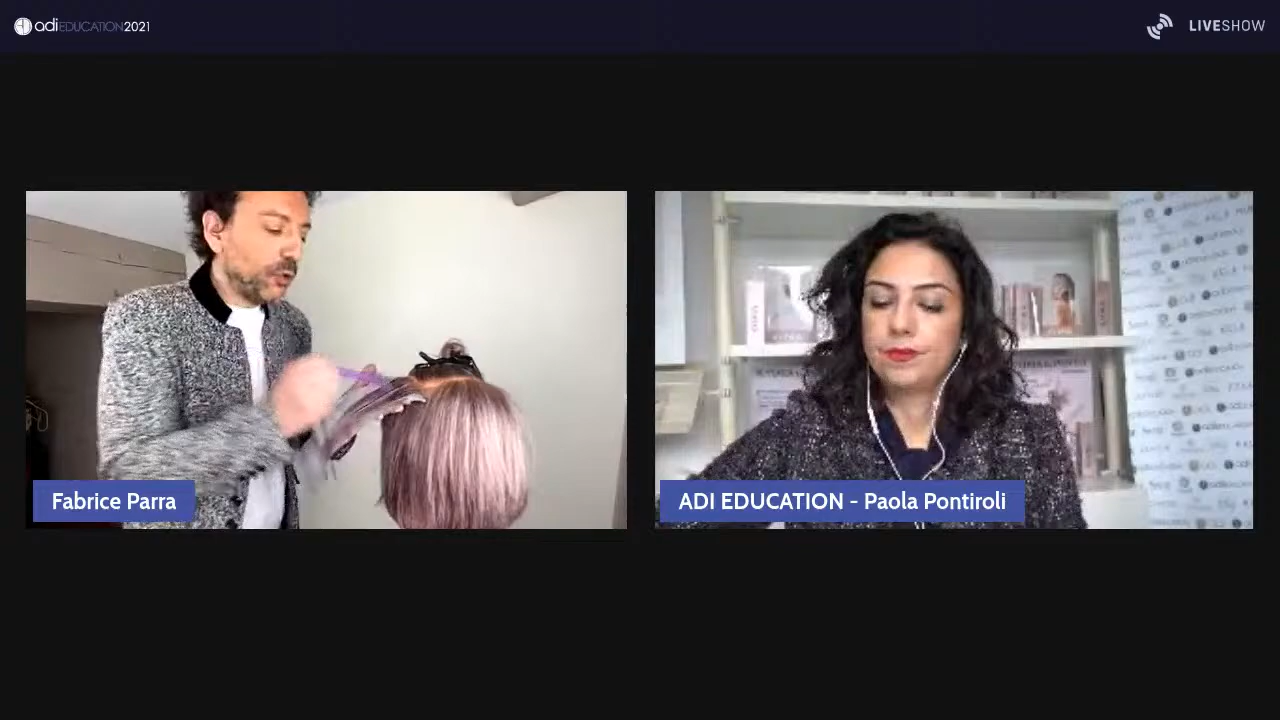 adiEDUCATION2021
LIVESHOW
Fabrice Parra
ADI EDUCATION - Paola Pontiroli